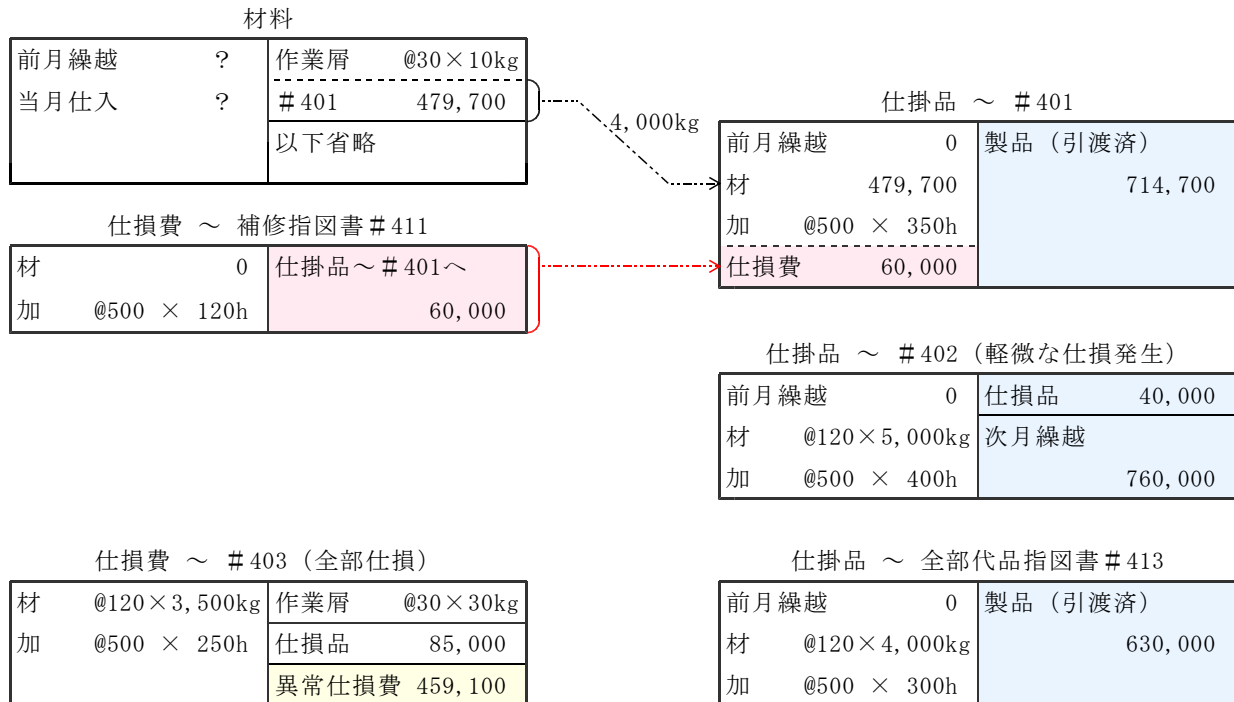 材料
前月繰越 ? 作業屑 @30×10kg
当月仕入 ? #401 479,700
以下省略
4,000kg
仕掛品 ～ #401
前月繰越 0 製品（引渡済）
材 479,700 714,700
加 @500 × 350h
仕損費 60,000
仕損費 ～ 補修指図書#411
材 0 仕掛品～#401へ
加 @500 × 120h 60,000
仕掛品 ～ #402（軽微な仕損発生）
前月繰越 0 仕損品 40,000
材 @120×5,000kg 次月繰越
加 @500 × 400h 760,000
仕損費 ～ #403（全部仕損）
材 @120×3,500kg 作業屑 @30×30kg
加 @500 × 250h 仕損品 85,000
異常仕損費 459,100
仕掛品 ～ 全部代品指図書#413
前月繰越 0 製品（引渡済）
材 @120×4,000kg 630,000
加 @500 × 300h